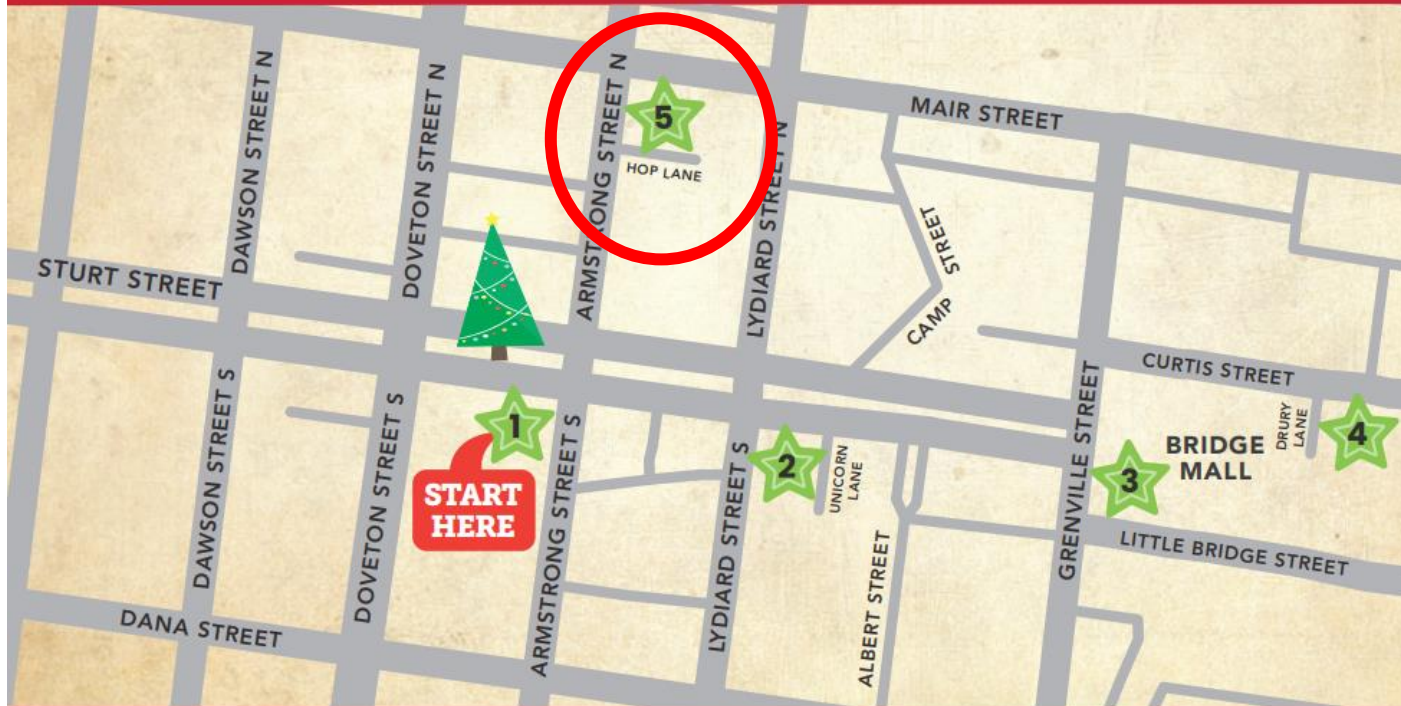 DAWSON STREET N
DOVETON STREET N
ARMSTRONG STREET N
5
HOP LANE
LYDIARD STREET N
MAIR STREET
STURT STREET
CAMP
STREET
CURTIS STREET
1
START
HERE
2
UNICORN
LANE
3
BRIDGE
MALL
DRURY
LANE
4
DAWSON STREET S
DOVETON STREET S
ARMSTRONG STREET S
LYDIARD STREET S
ALBERT STREET
GRENVILLE STREET
LITTLE BRIDGE STREET
DANA STREET